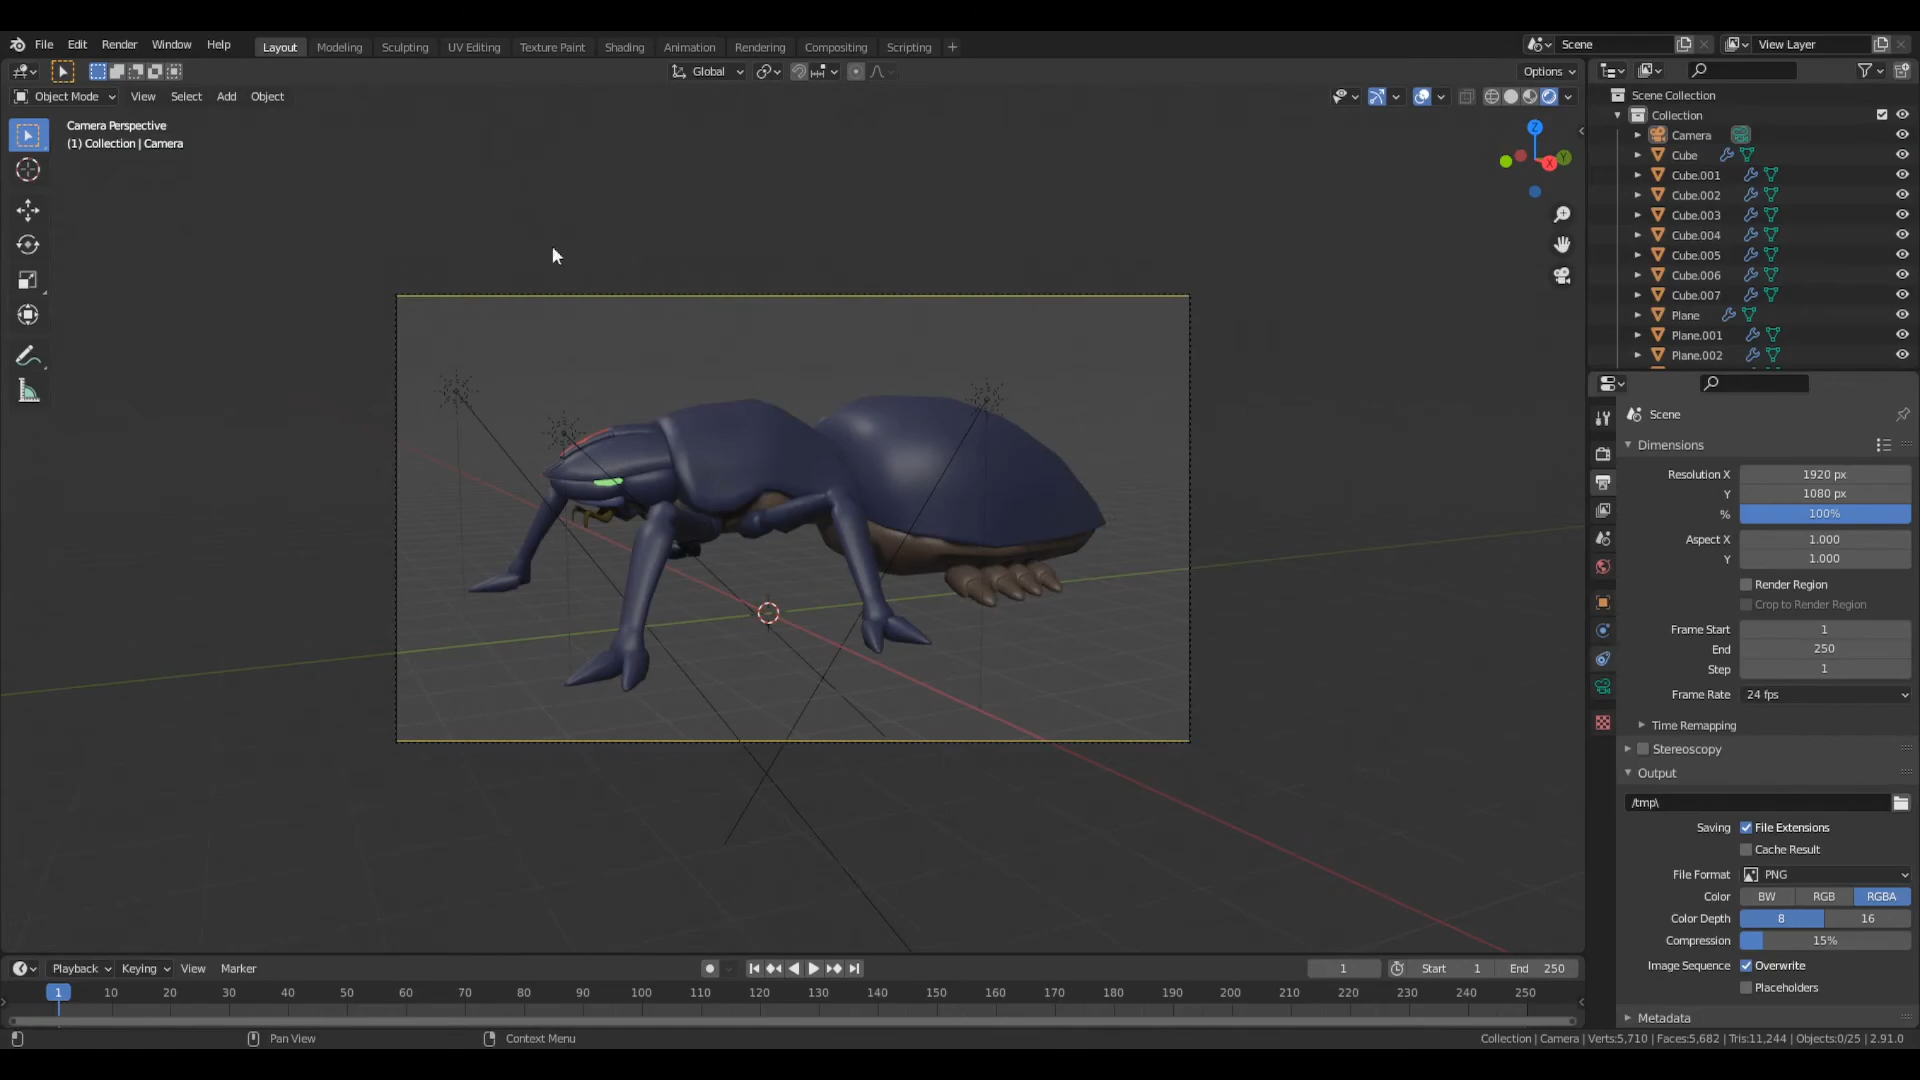 File Edit Render Window Help Layout Modeling Sculpting UV Editing Texture Paint Shading Animation Rendering Compositing Scripting + Scene View Layer
Global Options
Object Mode View Select Add Object
Camera Perspective
(1) Collection | Camera
Z
X
Y
Scene Collection
Collection
Camera
Cube
Cube.001
Cube.002
Cube.003
Cube.004
Cube.005
Cube.006
Cube.007
Plane
Plane.001
Plane.002
Scene
Dimensions
Resolution X 1920 px
Y 1080 px
% 100%
Aspect X 1.000
Y 1.000
Render Region
Crop to Render Region
Frame Start 1
End 250
Step 1
Frame Rate 24 fps
Time Remapping
Stereoscopy
Output
/tmp\
Saving File Extensions
Cache Result
File Format PNG
Color BW RGB RGBA
Color Depth 8 16
Compression 15%
Image Sequence Overwrite
Placeholders
Metadata
Playback Keying View Marker 1 Start 1 End 250
1 10 20 30 40 50 60 70 80 90 100 110 120 130 140 150 160 170 180 190 200 210 220 230 240 250
Pan View Context Menu Collection | Camera | Verts:5,710 | Faces:5,682 | Tris:11,244 | Objects:0/25 | 2.91.0